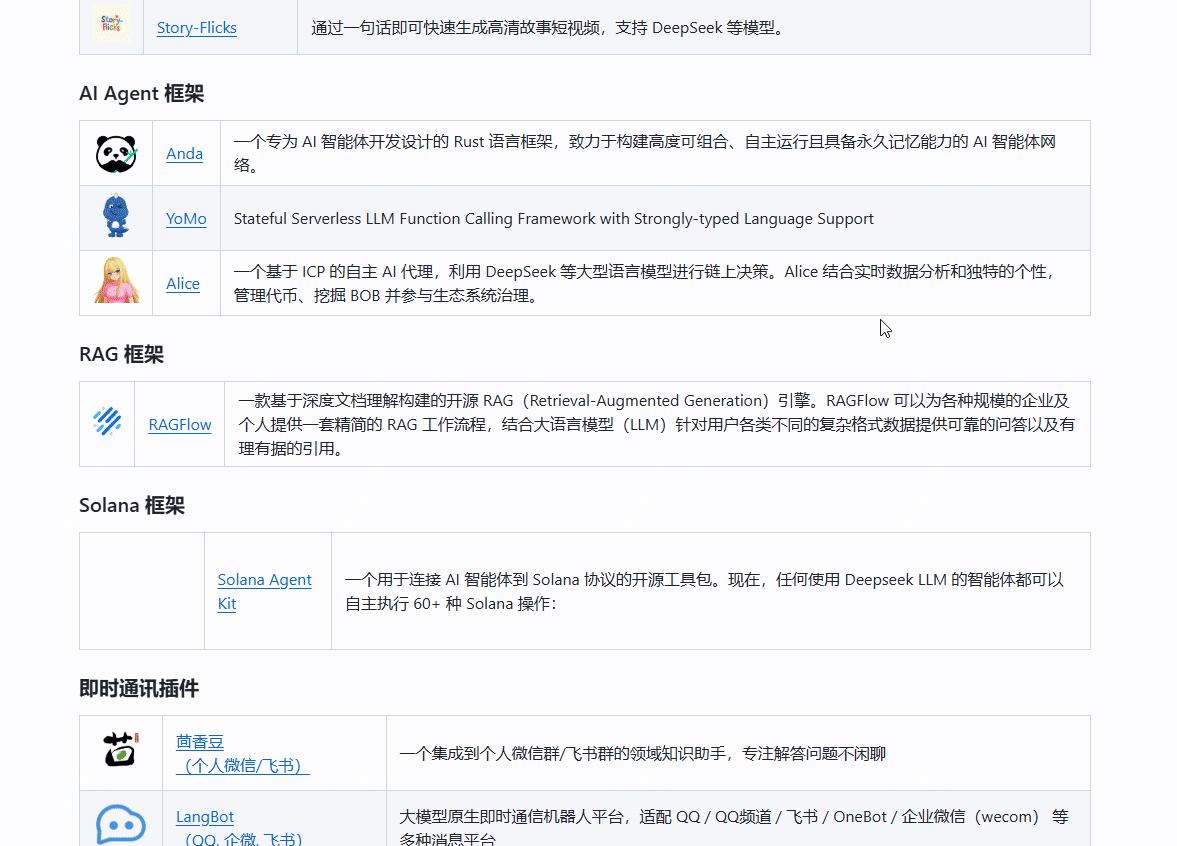 Story Flicks
Story-Flicks
通过一句话即可快速生成高清故事短视频，支持 DeepSeek 等模型。
AI Agent 框架
Anda
一个专为 AI 智能体开发设计的 Rust 语言框架，致力于构建高度可组合、自主运行且具备永久记忆能力的 AI 智能体网
络。
YoMo
Stateful Serverless LLM Function Calling Framework with Strongly-typed Language Support
Alice
一个基于 ICP 的自主 AI 代理，利用 DeepSeek 等大型语言模型进行链上决策。Alice 结合实时数据分析和独特的个性，
管理代币、挖掘 BOB 并参与生态系统治理。
RAG 框架
RAGFlow
一款基于深度文档理解构建的开源 RAG（Retrieval-Augmented Generation）引擎。RAGFlow 可以为各种规模的企业及
个人提供一套精简的 RAG 工作流程，结合大语言模型（LLM）针对用户各类不同的复杂格式数据提供可靠的问答以及有
理有据的引用。
Solana 框架
Solana Agent
Kit
一个用于连接 AI 智能体到 Solana 协议的开源工具包。现在，任何使用 Deepseek LLM 的智能体都可以
自主执行 60+ 种 Solana 操作：
即时通讯插件
茴香豆
（个人微信/飞书）
一个集成到个人微信群/飞书群的领域知识助手，专注解答问题不闲聊
LangBot
（QQ, 企微, 飞书）
大模型原生即时通信机器人平台，适配 QQ / QQ频道 / 飞书 / OneBot / 企业微信（wecom） 等
多种消息平台